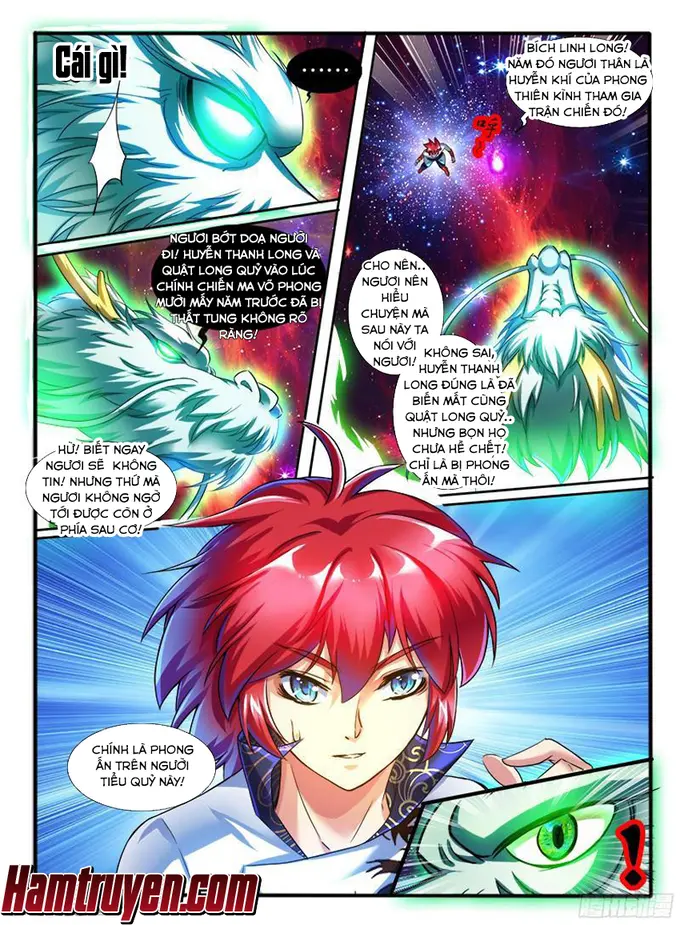 Cái gì!
......
BÍCH LINH LONG!
NĂM ĐÓ NGƯƠI THÂN LÀ
HUYỄN KHÍ CỦA PHONG
THIÊN KÌNH THAM GIA
TRẬN CHIẾN ĐÓ!
NGƯƠI BỚT DOẠ NGƯỜI
ĐI! HUYỀN THANH LONG VÀ
QUẬT LONG QUỶ VÀO LÚC
CHÍNH CHIẾN MA VÕ PHONG
MƯỜI MẤY NĂM TRƯỚC ĐÃ BỊ
THẤT TUNG KHÔNG RÕ
RÀNG!
CHO NÊN..
NGƯƠI NÊN
HIỂU
CHUYỆN MÀ
SAU NÀY TA
NÓI VỚI
NGƯƠI!
KHÔNG SAI,
HUYỀN THANH
LONG ĐÚNG LÀ ĐÃ
BIẾN MẤT CÙNG
QUẬT LONG QUỶ..
NHƯNG BỌN HỌ
CHƯA HỀ CHẾT!
CHỈ LÀ BỊ PHONG
ẤN MÀ THÔI!
HỪ! BIẾT NGAY
NGƯƠI SẼ KHÔNG
TIN! NHƯNG THỨ MÀ
NGƯƠI KHÔNG NGỜ
TỚI ĐƯỢC CÒN Ở
PHÍA SAU CƠ!
CHÍNH LÀ PHONG
ẤN TRÊN NGƯỜI
TIỂU QUỶ NÀY!
!
Hamtruyen.com